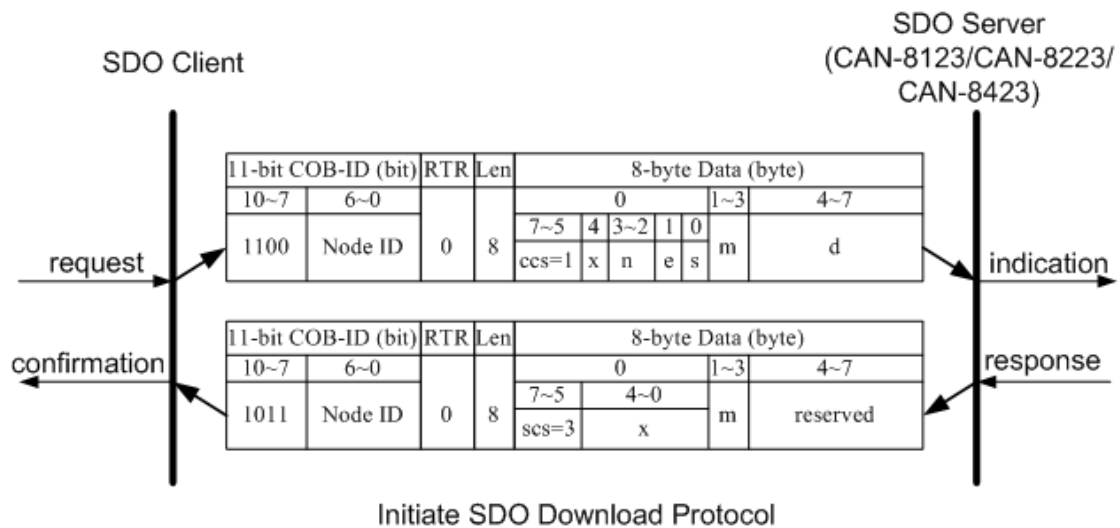 SDO Client
SDO Server
(CAN-8123/CAN-8223/
CAN-8423)
11-bit COB-ID (bit) RTR Len 8-byte Data (byte)
10~7 6~0 0 1~3 4~7
7~5 4 3~2 1 0
1100 Node ID 0 8 ccs=1 x n e s m d
request
indication
11-bit COB-ID (bit) RTR Len 8-byte Data (byte)
10~7 6~0 0 1~3 4~7
7~5 4~0
1011 Node ID 0 8 scs=3 x m reserved
confirmation
response
Initiate SDO Download Protocol